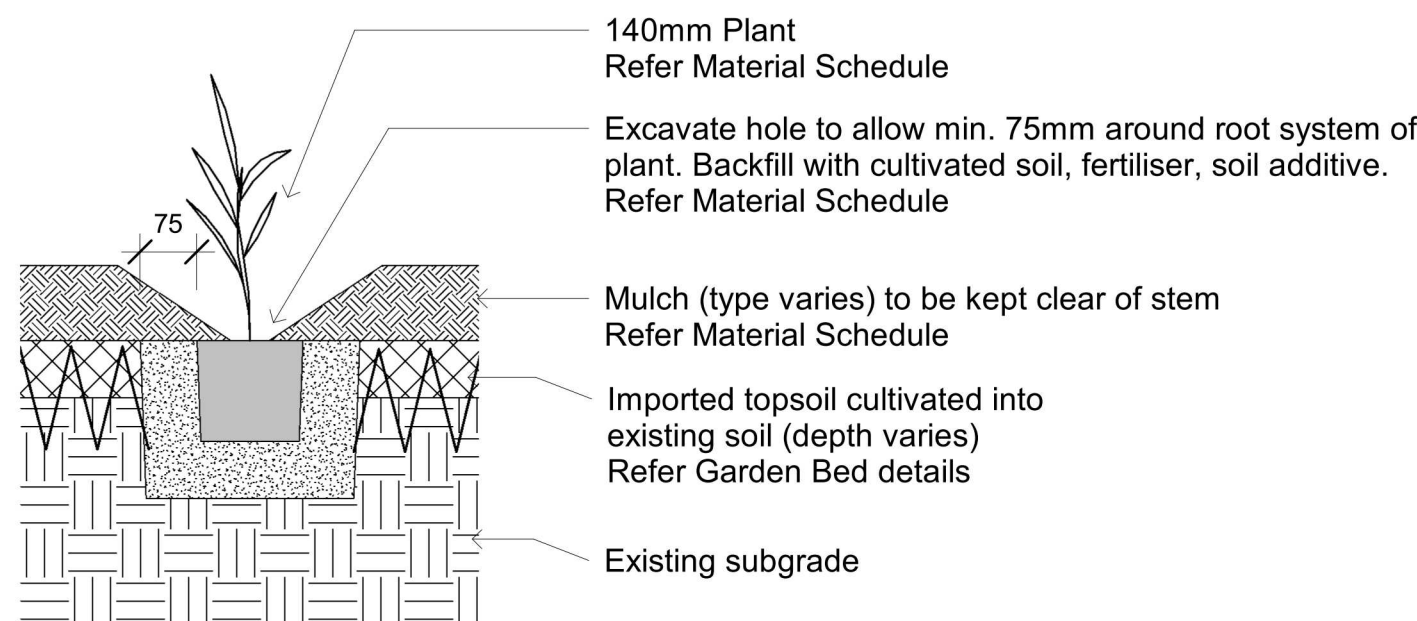 140mm Plant
Refer Material Schedule
Excavate hole to allow min. 75mm around root system of
plant. Backfill with cultivated soil, fertiliser, soil additive.
Refer Material Schedule
75
Mulch (type varies) to be kept clear of stem
Refer Material Schedule
Imported topsoil cultivated into
existing soil (depth varies)
Refer Garden Bed details
Existing subgrade